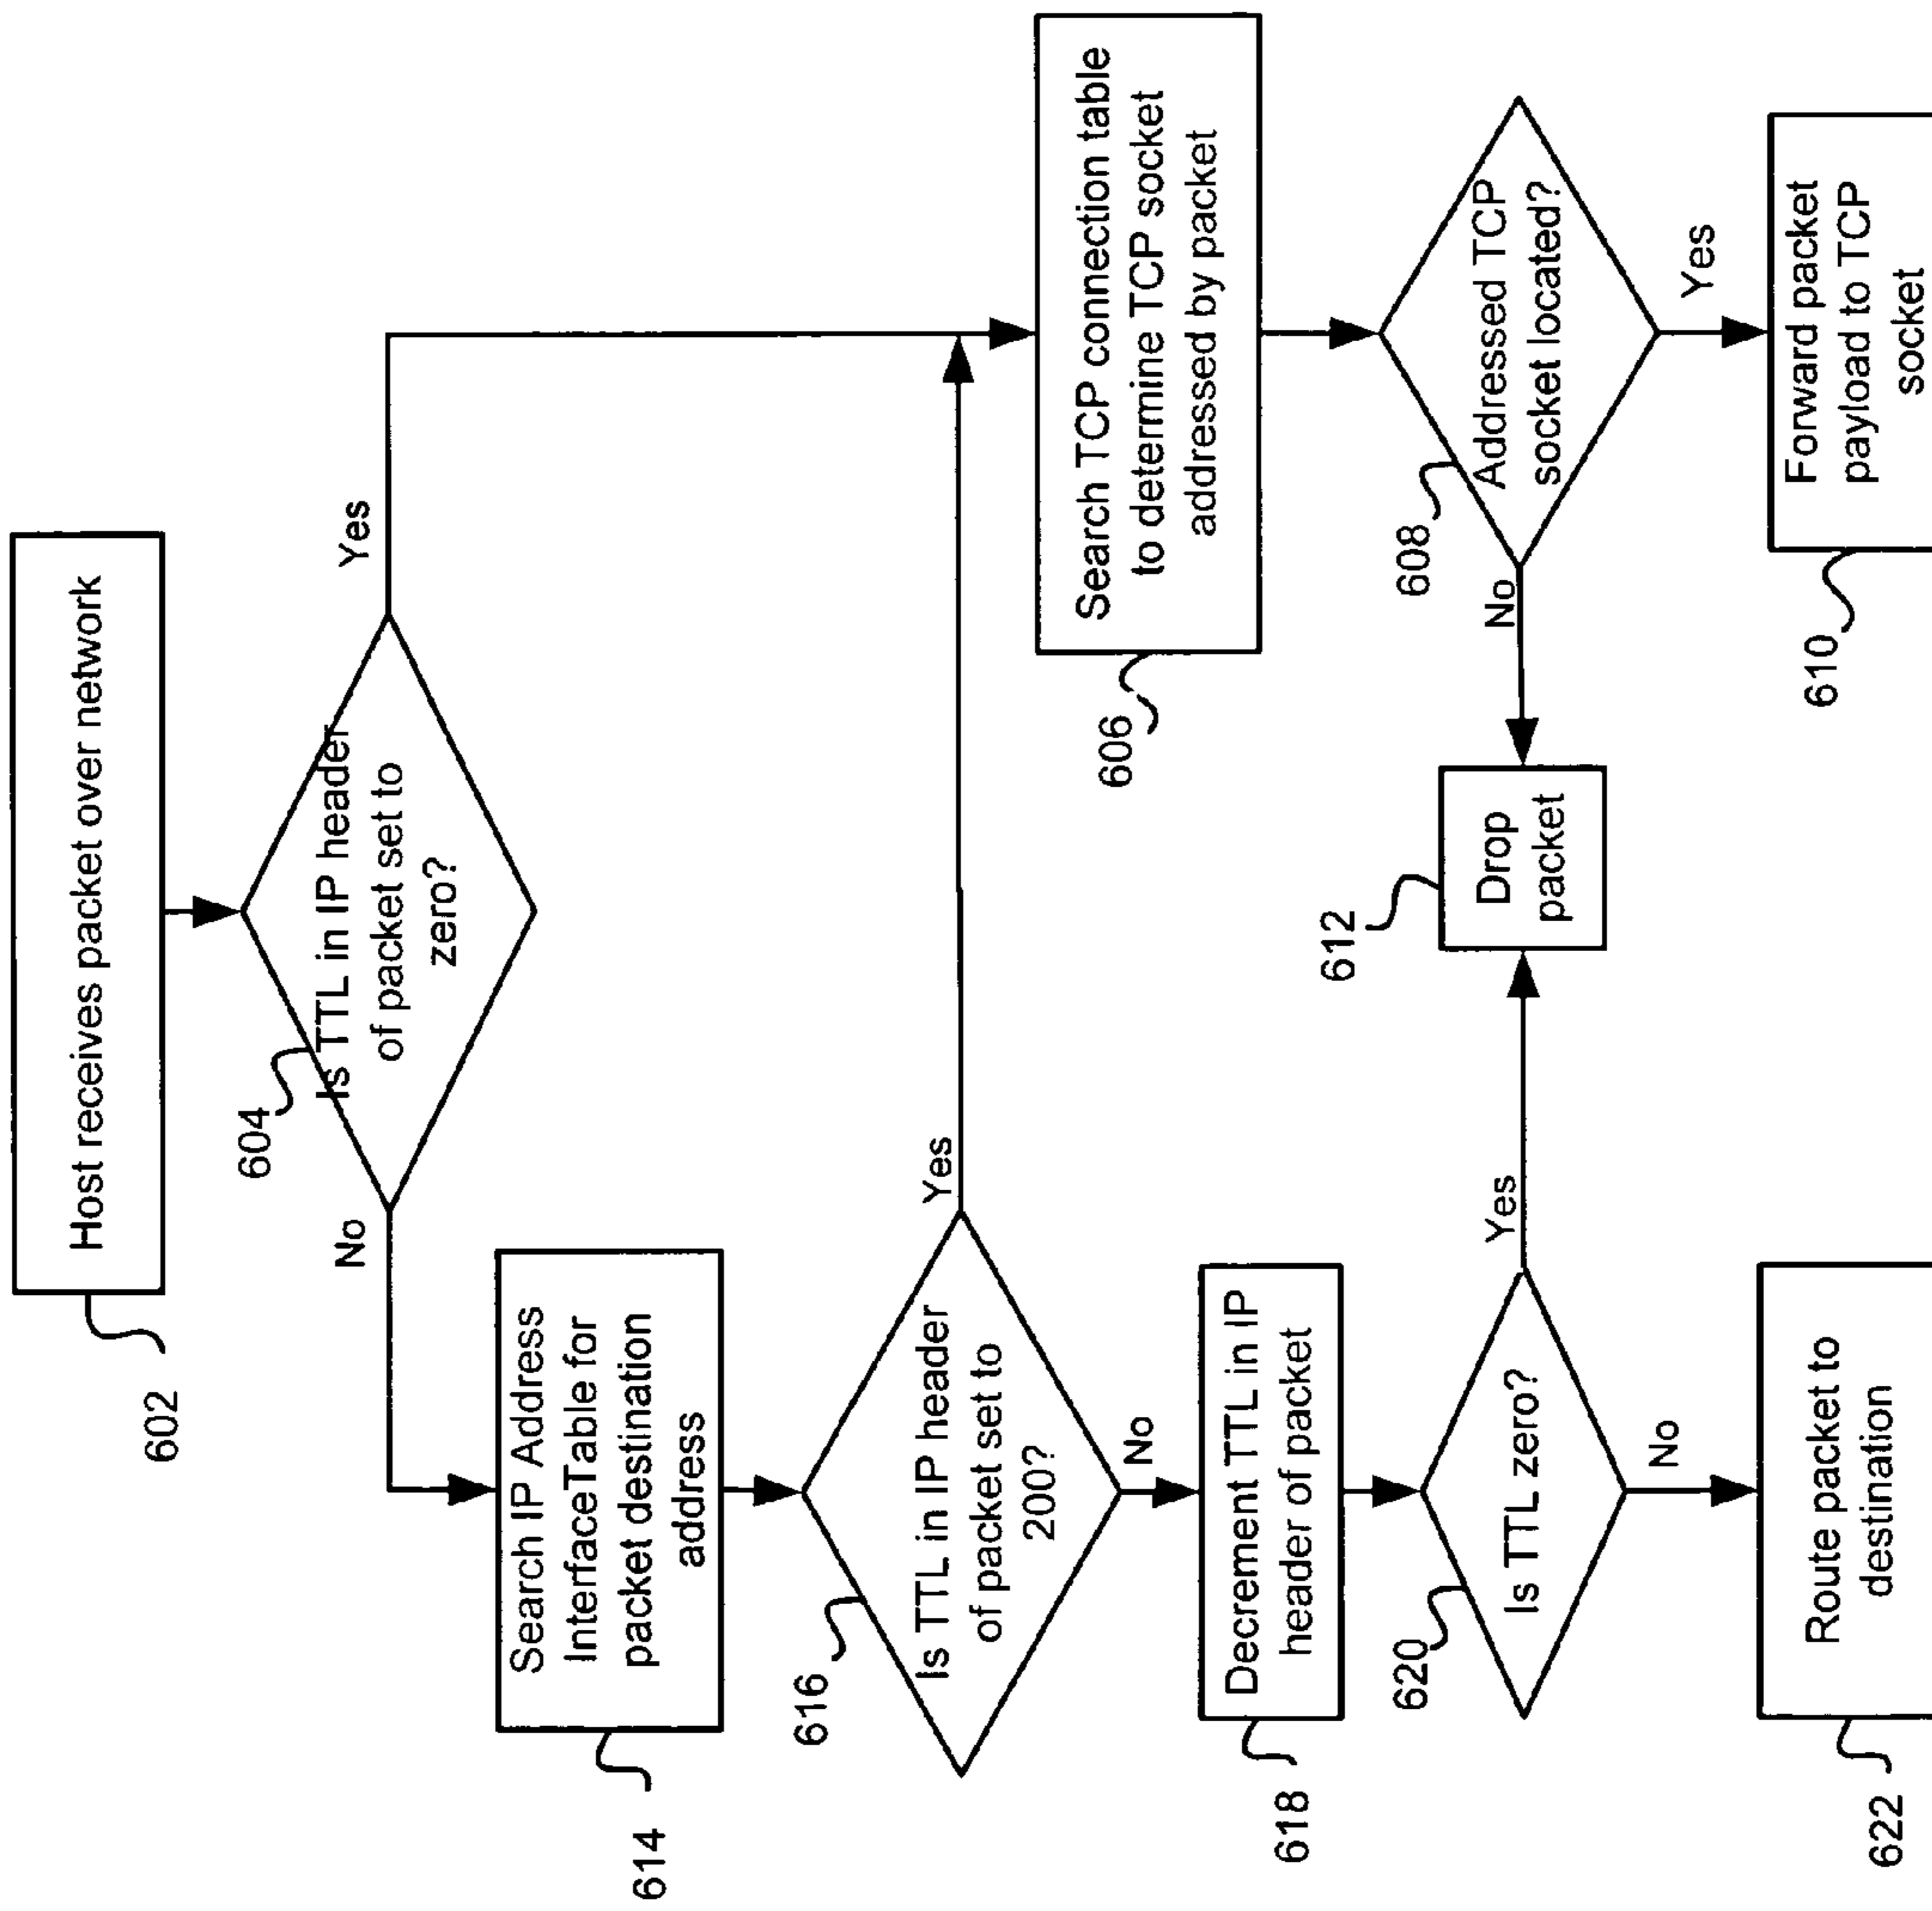 602
Host receives packet over network
604
Is TTL in IP header
of packet set to
zero?
No
Yes
614
Search IP Address
InterfaceTable for
packet destination
address
616
Is TTL in IP header
of packet set to
200?
Yes
No
606
Search TCP connection table
to determine TCP socket
addressed by packet
618
Decrement TTL in IP
header of packet
608
Addressed TCP
socket located?
No
Yes
612
Drop
packet
620
Is TTL zero?
Yes
No
622
Route packet to
destination
610
Forward packet
payload to TCP
socket